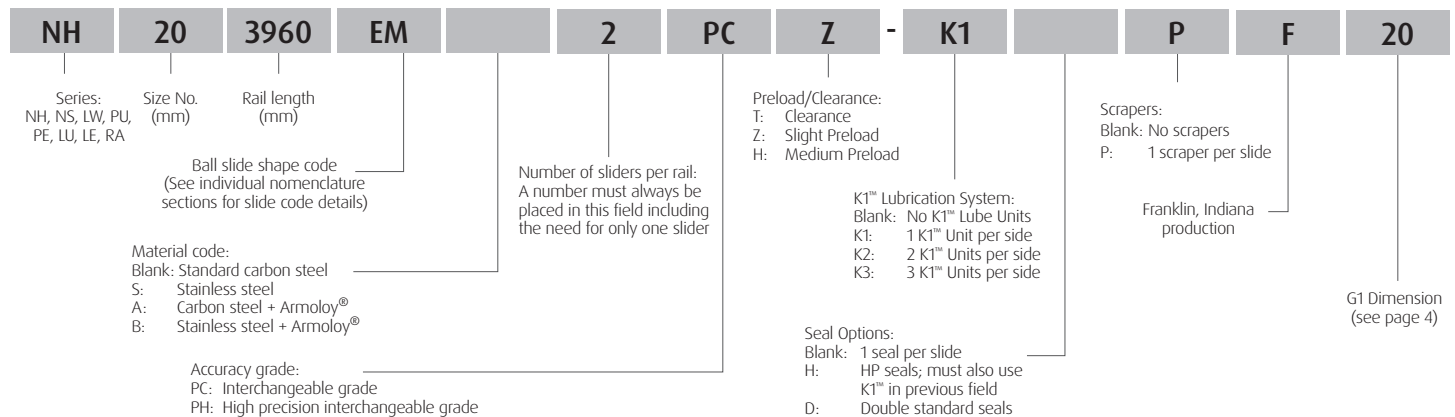 NH 20 3960 EM 2 PC Z - K1 P F 20
Series:
NH, NS, LW, PU,
PE, LU, LE, RA
Size No.
(mm)
Rail length
(mm)
Ball slide shape code
(See individual nomenclature
sections for slide code details)
Material code:
Blank: Standard carbon steel
S: Stainless steel
A: Carbon steel + Armoloy®
B: Stainless steel + Armoloy®
Accuracy grade:
PC: Interchangeable grade
PH: High precision interchangeable grade
Number of sliders per rail:
A number must always be
placed in this field including
the need for only one slider
Preload/Clearance:
T: Clearance
Z: Slight Preload
H: Medium Preload
K1™ Lubrication System:
Blank: No K1™ Lube Units
K1: 1 K1™ Unit per side
K2: 2 K1™ Units per side
K3: 3 K1™ Units per side
Seal Options:
Blank: 1 seal per slide
H: HP seals; must also use
K1™ in previous field
D: Double standard seals
Scrapers:
Blank: No scrapers
P: 1 scraper per slide
Franklin, Indiana
production
G1 Dimension
(see page 4)